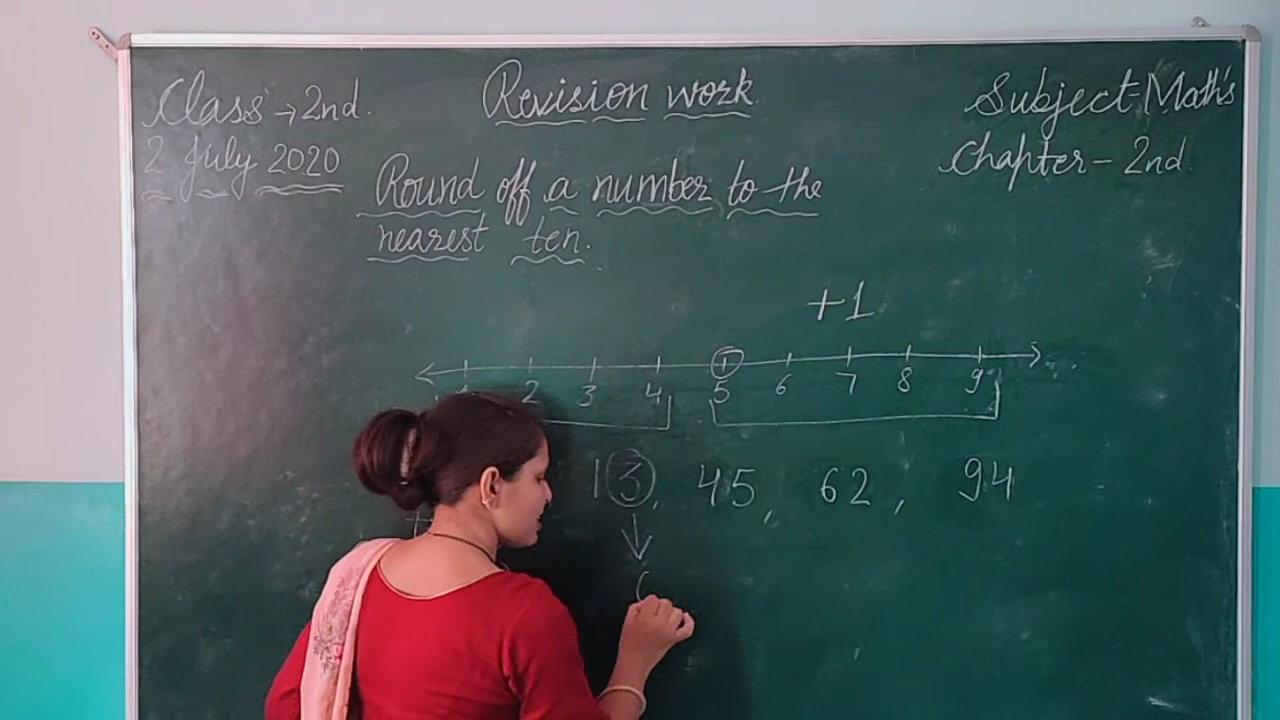 Class → 2nd. Revision work Subject-Math's
2 July 2020 Chapter - 2nd.
Round off a number to the
nearest ten.
+1
1 2 3 4 5 6 7 8 9
13, 45, 62, 94